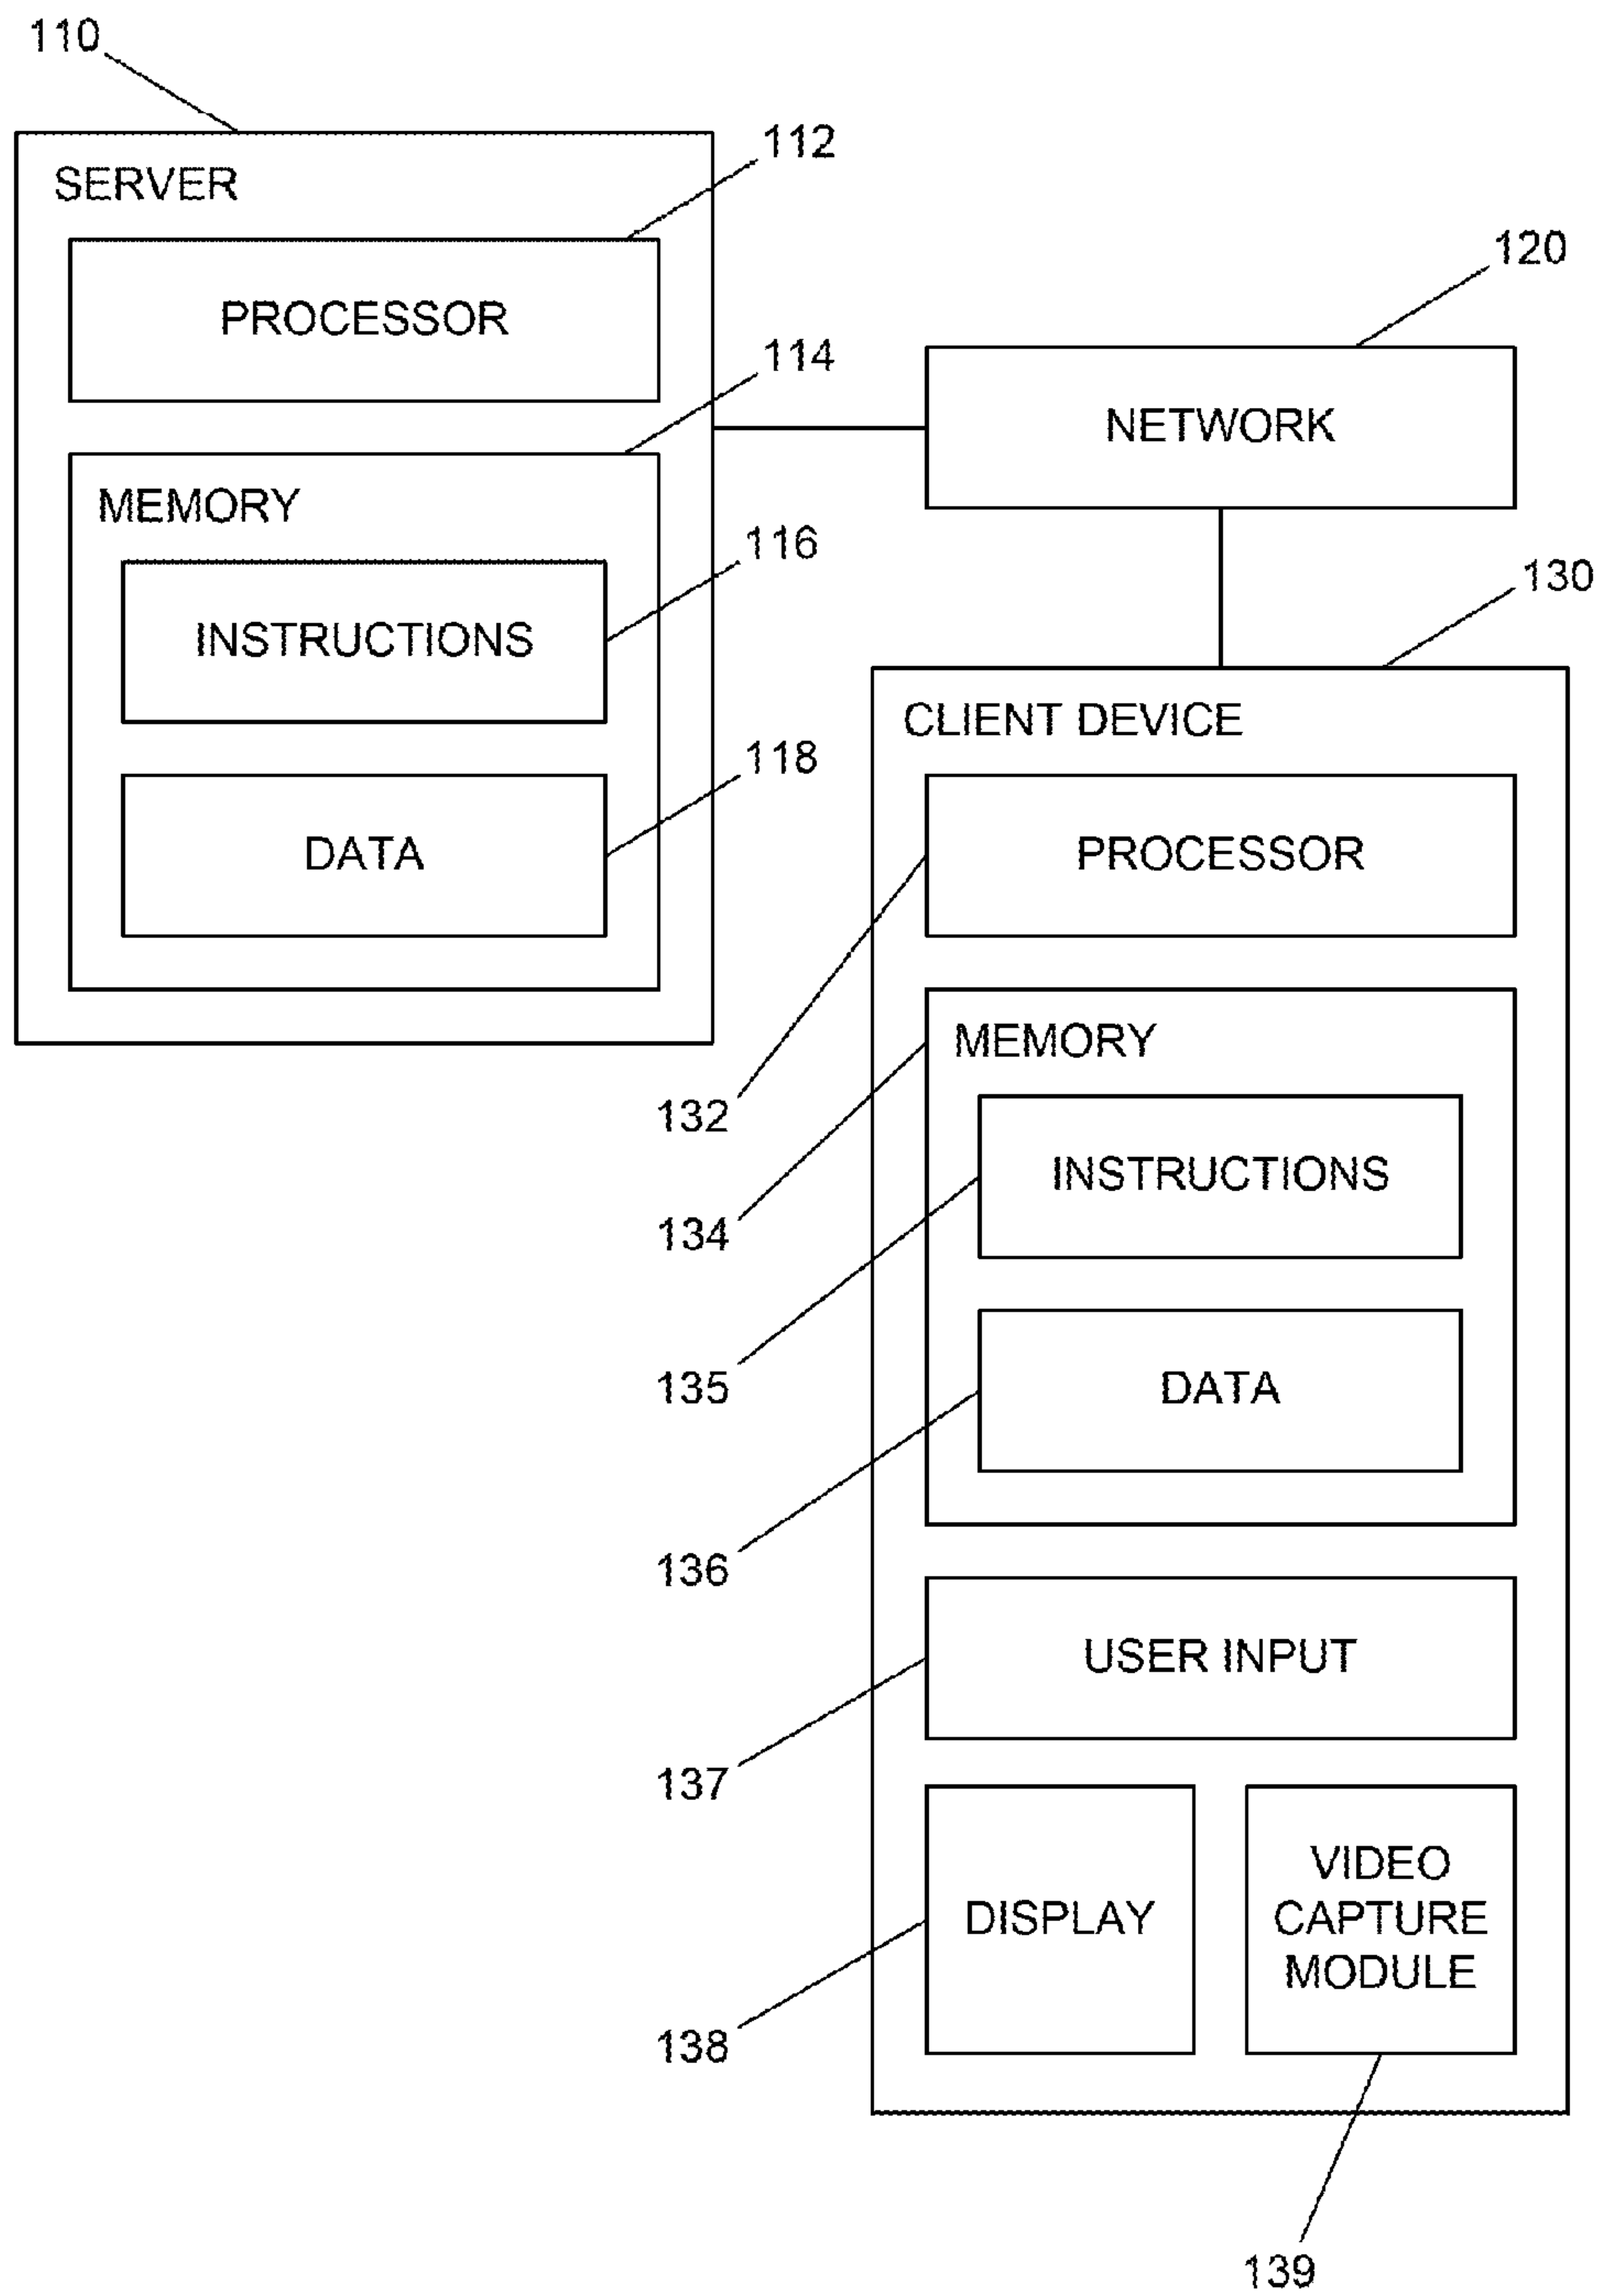 110
SERVER
112
PROCESSOR
114
MEMORY
116
INSTRUCTIONS
118
DATA
120
NETWORK
130
CLIENT DEVICE
PROCESSOR
132
MEMORY
134
INSTRUCTIONS
135
DATA
136
USER INPUT
137
DISPLAY
138
VIDEO
CAPTURE
MODULE
139